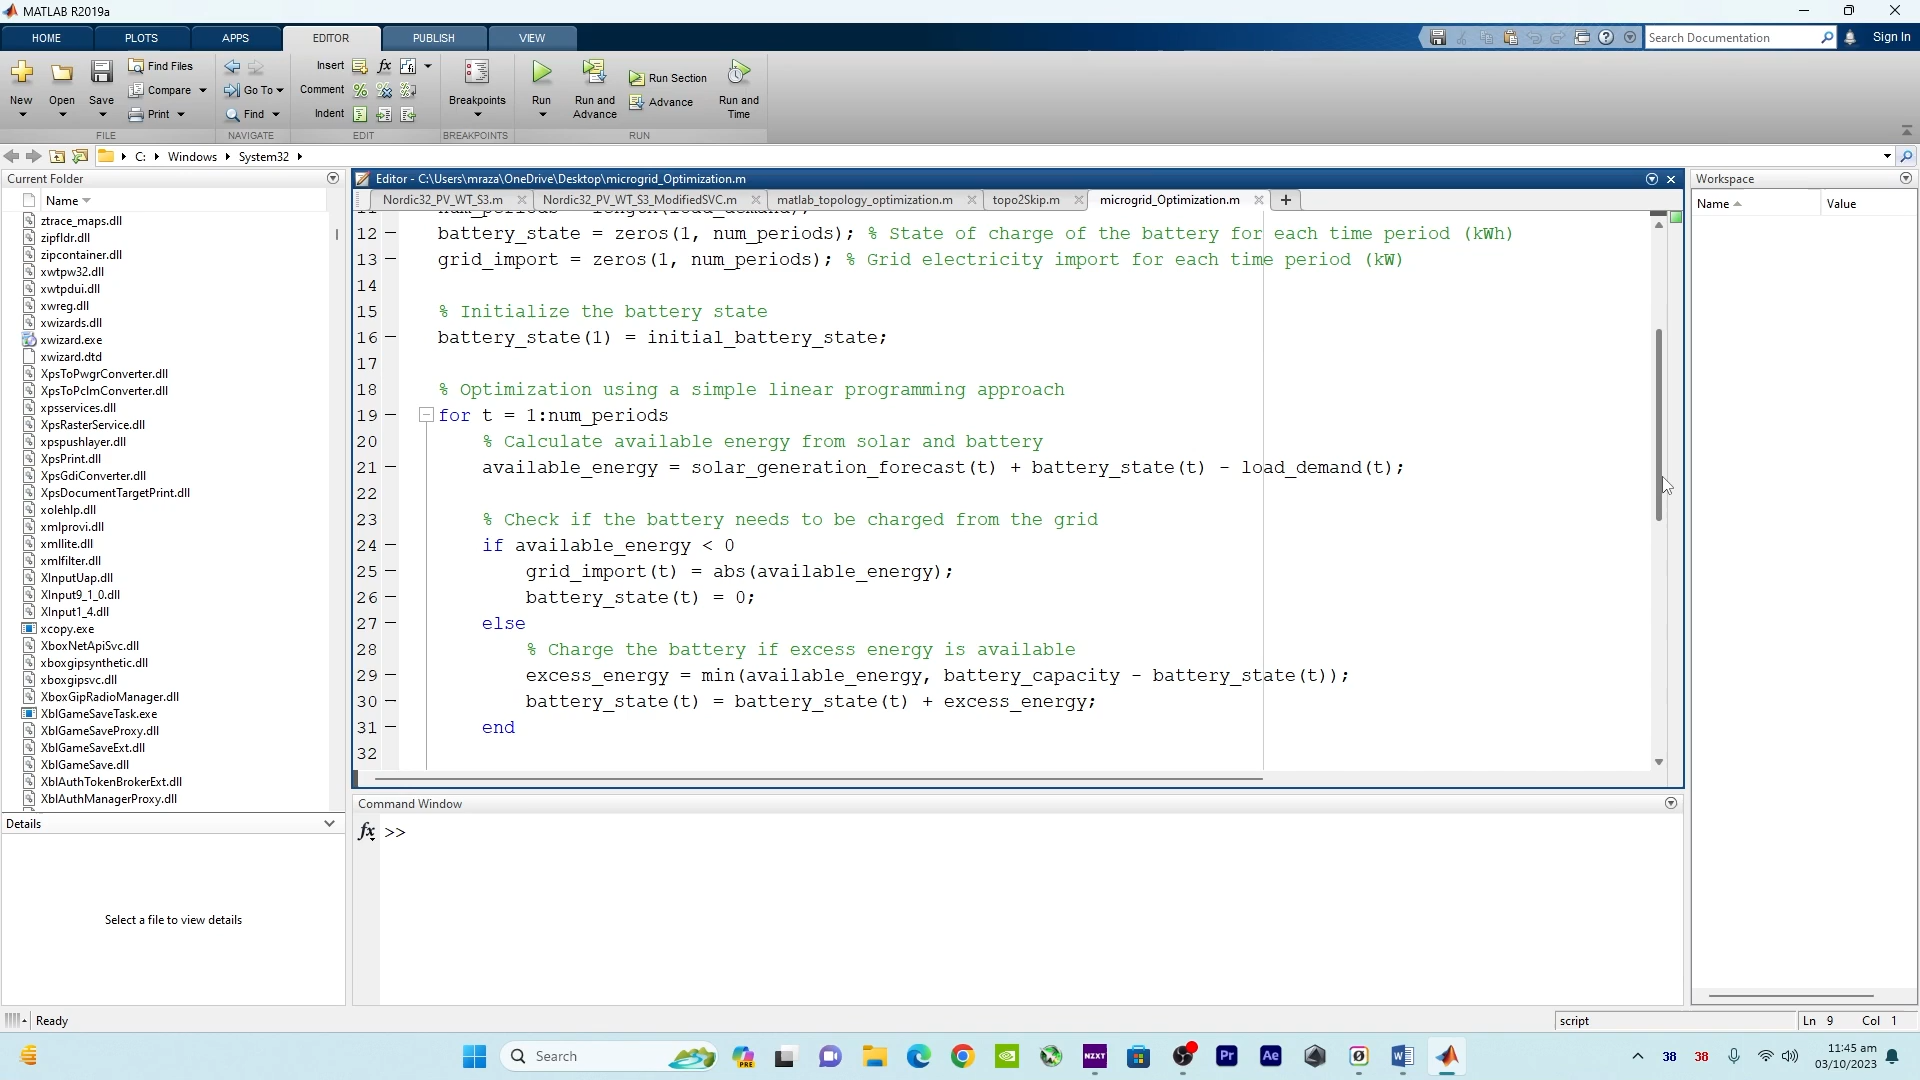 MATLAB R2019a
HOME PLOTS APPS EDITOR PUBLISH VIEW
Search Documentation
Sign In
New Open Save
Find Files
Compare
Print
FILE
Go To
Find
NAVIGATE
Insert
Comment
Indent
EDIT
Breakpoints
BREAKPOINTS
Run
Run and Advance
Run Section
Advance
Run and Time
RUN
C: Windows System32
Current Folder
Name
ztrace_maps.dll
zipfldr.dll
zipcontainer.dll
xwtpw32.dll
xwtpdui.dll
xwreg.dll
xwizards.dll
xwizard.exe
xwizard.dtd
XpsToPwgrConverter.dll
XpsToPclmConverter.dll
xpsservices.dll
XpsRasterService.dll
xpspushlayer.dll
XpsPrint.dll
XpsGdiConverter.dll
XpsDocumentTargetPrint.dll
xolehlp.dll
xmlprovi.dll
xmllite.dll
xmlfilter.dll
XInputUap.dll
XInput9_1_0.dll
XInput1_4.dll
xcopy.exe
XboxNetApiSvc.dll
xboxgipsynthetic.dll
xboxgipsvc.dll
XboxGipRadioManager.dll
XblGameSaveTask.exe
XblGameSaveProxy.dll
XblGameSaveExt.dll
XblGameSave.dll
XblAuthTokenBrokerExt.dll
XblAuthManagerProxy.dll
Details
Select a file to view details
Editor - C:\Users\mraza\OneDrive\Desktop\microgrid_Optimization.m
Nordic32_PV_WT_S3.m Nordic32_PV_WT_S3_ModifiedSVC.m matlab_topology_optimization.m topo2Skip.m microgrid_Optimization.m
11 num_periods = length(load_demand);
12 battery_state = zeros(1, num_periods); % State of charge of the battery for each time period (kWh)
13 grid_import = zeros(1, num_periods); % Grid electricity import for each time period (kW)
14
15 % Initialize the battery state
16 battery_state(1) = initial_battery_state;
17
18 % Optimization using a simple linear programming approach
19 for t = 1:num_periods
20 % Calculate available energy from solar and battery
21 available_energy = solar_generation_forecast(t) + battery_state(t) - load_demand(t);
22
23 % Check if the battery needs to be charged from the grid
24 if available_energy < 0
25 grid_import(t) = abs(available_energy);
26 battery_state(t) = 0;
27 else
28 % Charge the battery if excess energy is available
29 excess_energy = min(available_energy, battery_capacity - battery_state(t));
30 battery_state(t) = battery_state(t) + excess_energy;
31 end
32
Command Window
fx >>
Workspace
Name Value
Ready
script
Ln 9 Col 1
Search
PRE
NZXT
Pr
Ae
38 38
11:45 am
03/10/2023